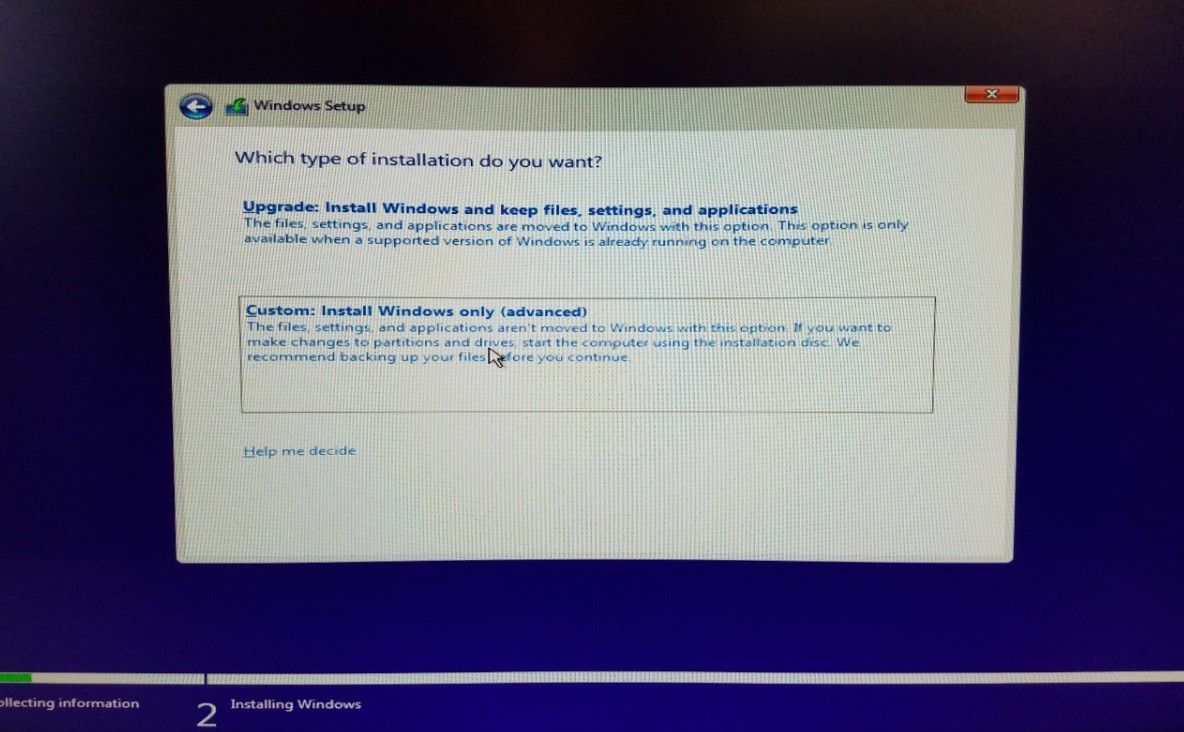 Windows Setup
Which type of installation do you want?
Upgrade: Install Windows and keep files, settings, and applications
The files, settings, and applications are moved to Windows with this option. This option is only
available when a supported version of Windows is already running on the computer.
Custom: Install Windows only (advanced)
The files, settings, and applications aren't moved to Windows with this option. If you want to
make changes to partitions and drives, start the computer using the installation disc. We
recommend backing up your files efore you continue.
Help me decide
ollecting information
2 Installing Windows